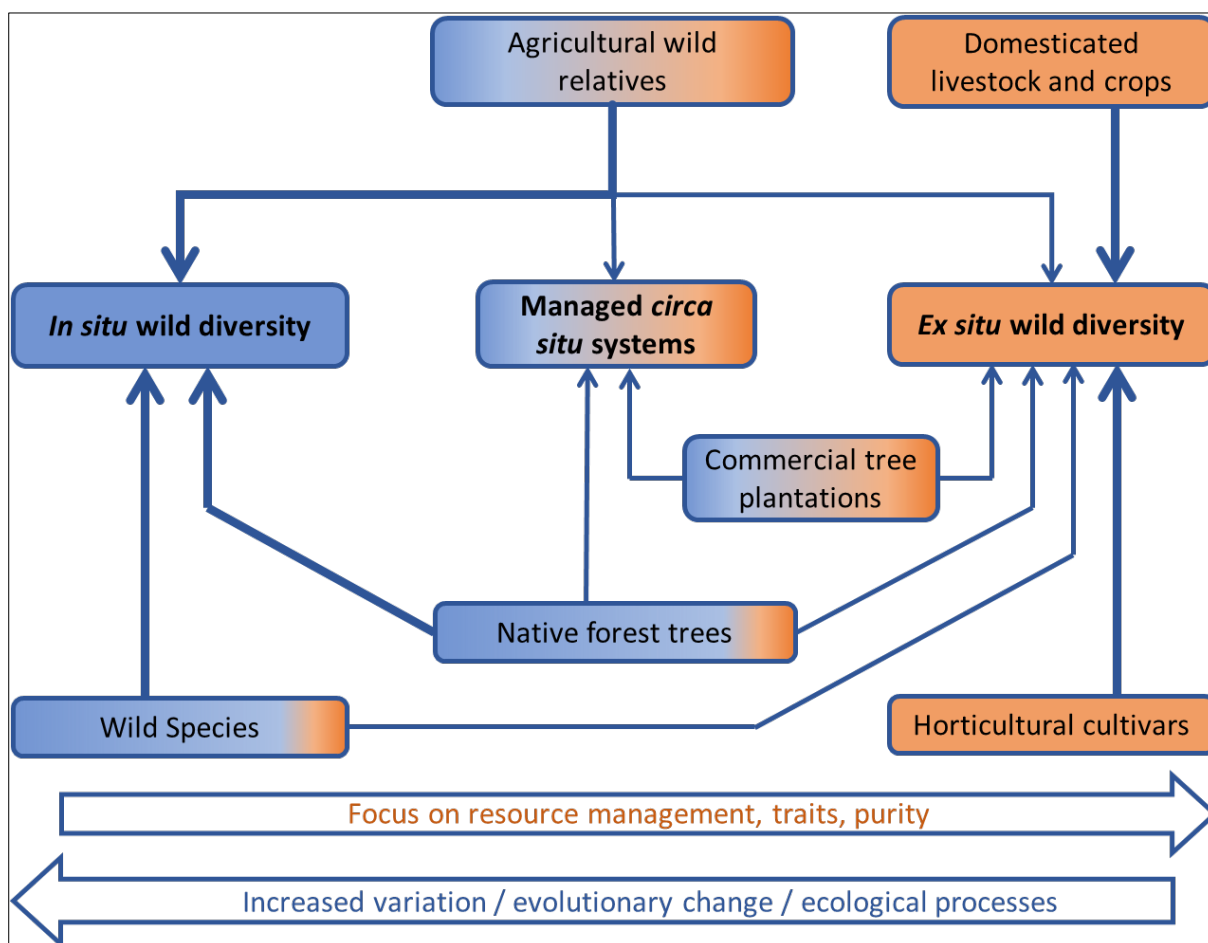 Agricultural wild
relatives
Domesticated
livestock and crops
In situ wild diversity
Managed circa
situ systems
Ex situ wild diversity
Commercial tree
plantations
Native forest trees
Wild Species
Horticultural cultivars
Focus on resource management, traits, purity
Increased variation / evolutionary change / ecological processes